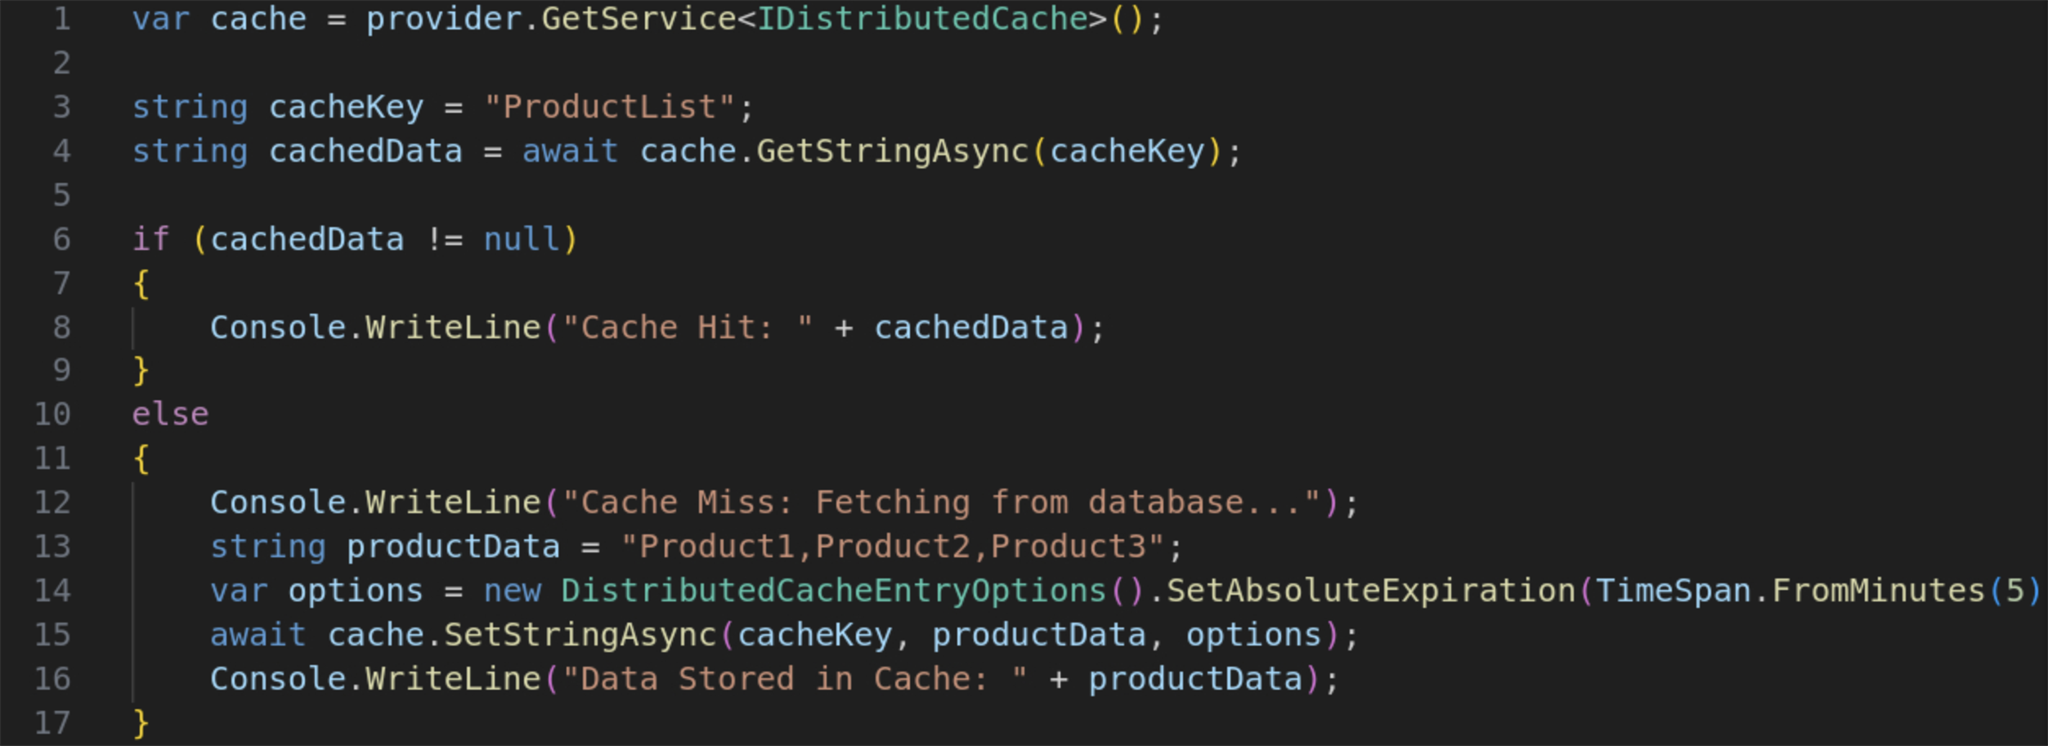 1 var cache = provider.GetService<IDistributedCache>();
2
3 string cacheKey = "ProductList";
4 string cachedData = await cache.GetStringAsync(cacheKey);
5
6 if (cachedData != null)
7 {
8     Console.WriteLine("Cache Hit: " + cachedData);
9 }
10 else
11 {
12     Console.WriteLine("Cache Miss: Fetching from database...");
13     string productData = "Product1,Product2,Product3";
14     var options = new DistributedCacheEntryOptions().SetAbsoluteExpiration(TimeSpan.FromMinutes(5)
15     await cache.SetStringAsync(cacheKey, productData, options);
16     Console.WriteLine("Data Stored in Cache: " + productData);
17 }